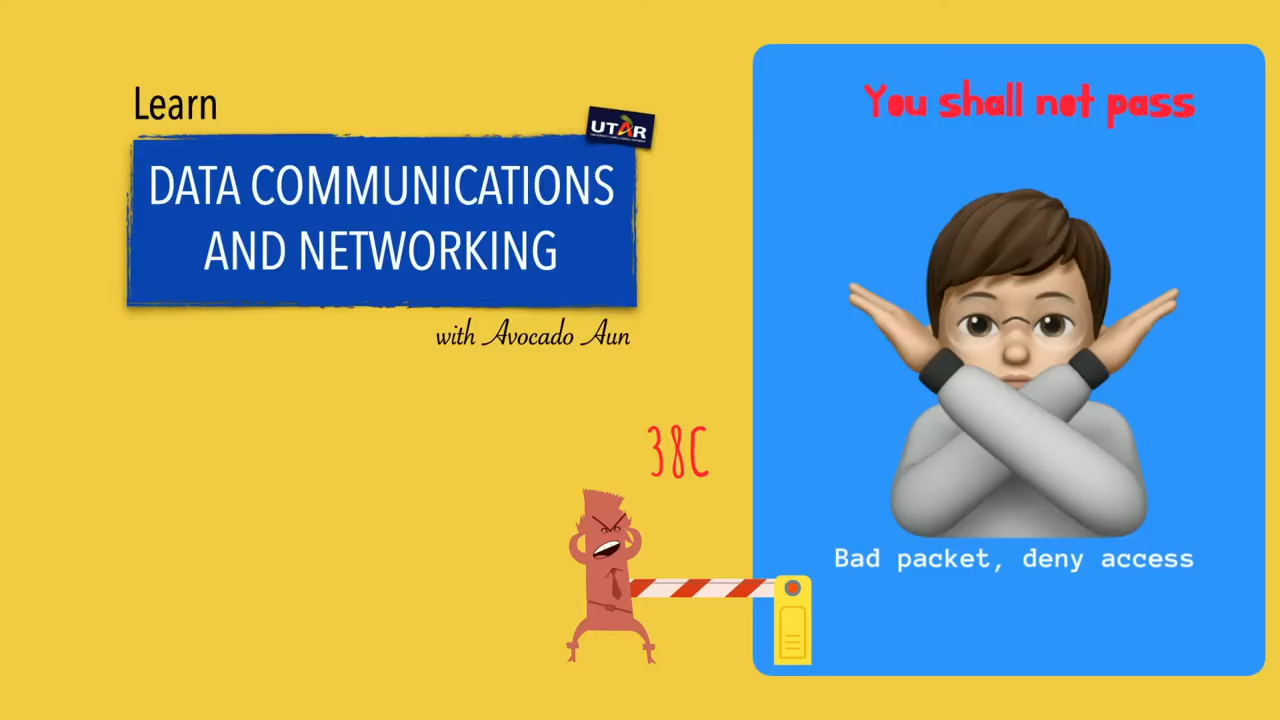 Learn
UTAR
DATA COMMUNICATIONS
AND NETWORKING
with Avocado Aun
You shall not pass
38C
Bad packet, deny access